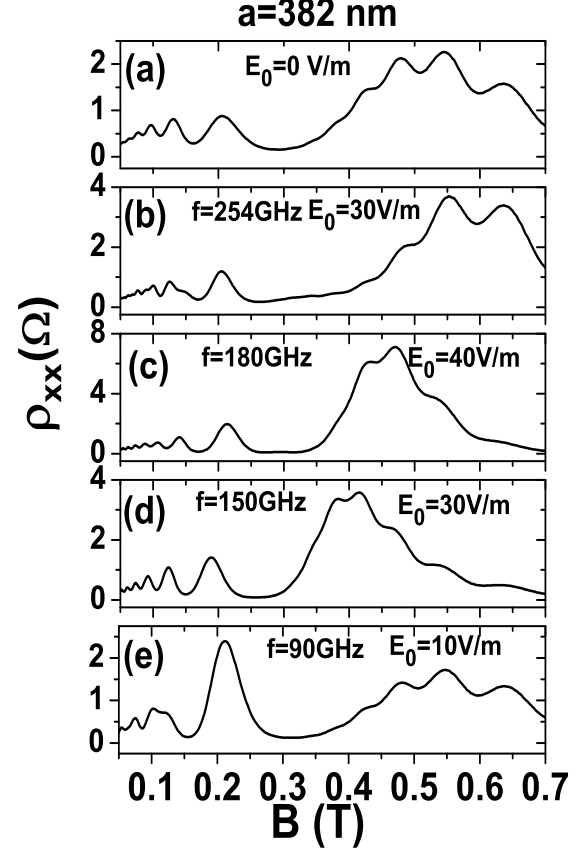 a=382 nm
(a) E0=0 V/m
2
1
0
(b) f=254GHz E0=30V/m
4
2
0
(c) f=180GHz E0=40V/m
8
4
0
(d) f=150GHz E0=30V/m
4
2
0
(e) f=90GHz E0=10V/m
2
1
0
ρxx(Ω)
0.1 0.2 0.3 0.4 0.5 0.6 0.7
B (T)